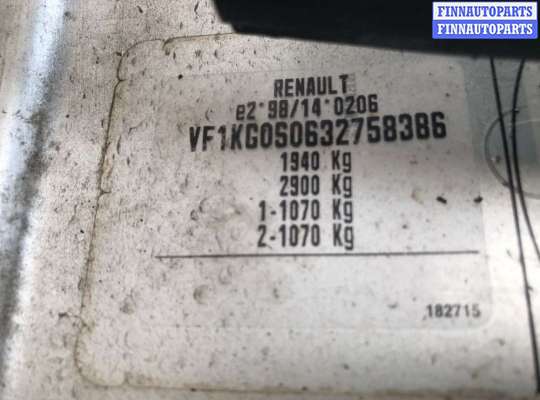 FINNAUTOPARTS
FINNAUTOPARTS
RENAULT
e2*98/14*0206
VF1KG0S0632758386
1940 Kg
2900 Kg
1-1070 Kg
2-1070 Kg
182715